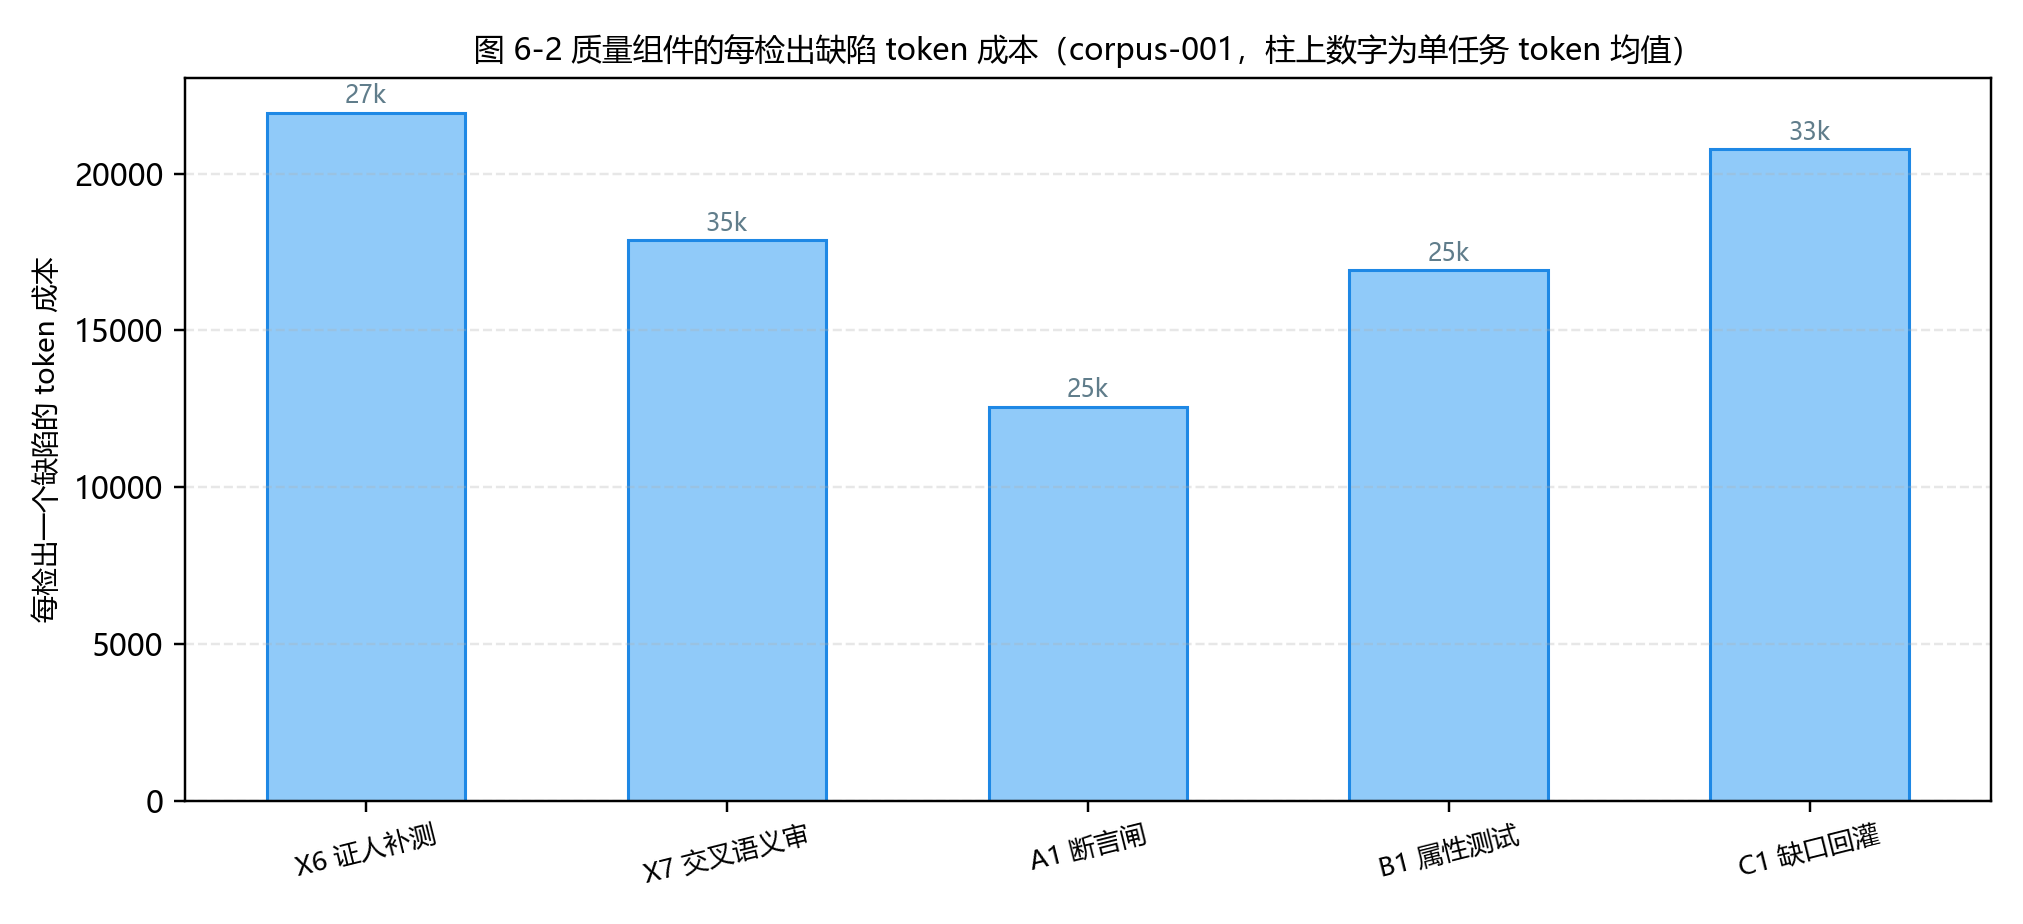 图 6-2 质量组件的每检出缺陷 token 成本（corpus-001，柱上数字为单任务 token 均值）
每检出一个缺陷的 token 成本
20000
15000
10000
5000
0
27k
35k
25k
25k
33k
X6 证人补测
X7 交叉语义审
A1 断言闸
B1 属性测试
C1 缺口回灌